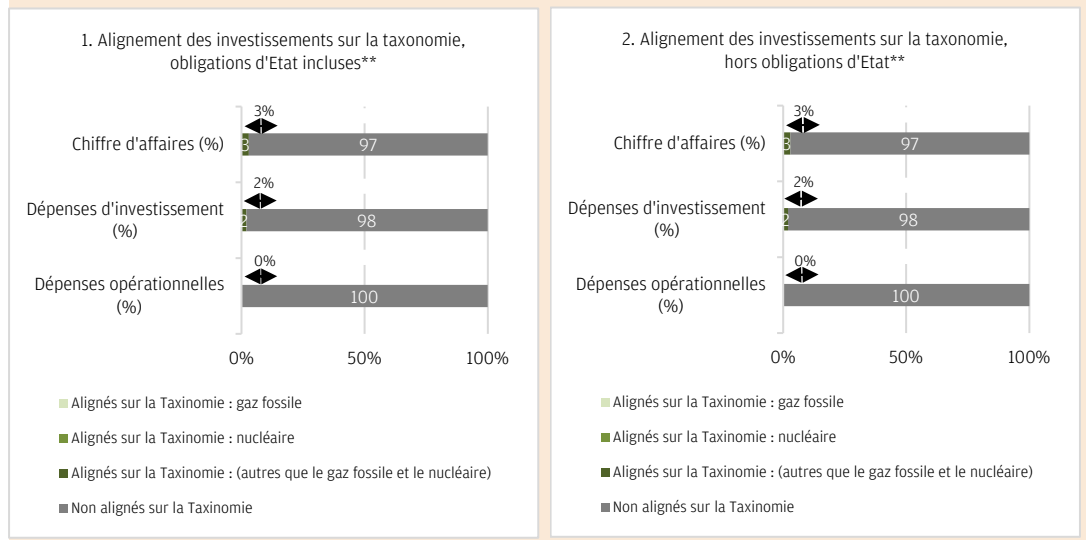 1. Alignement des investissements sur la taxonomie,
obligations d'Etat incluses**
3%
Chiffre d'affaires (%)
3
97
2%
Dépenses d'investissement
(%)
2
98
0%
Dépenses opérationnelles
(%)
100
0%
50%
100%
Alignés sur la Taxinomie : gaz fossile
Alignés sur la Taxinomie : nucléaire
Alignés sur la Taxinomie : (autres que le gaz fossile et le nucléaire)
Non alignés sur la Taxinomie
2. Alignement des investissements sur la taxonomie,
hors obligations d'Etat**
3%
Chiffre d'affaires (%)
3
97
2%
Dépenses d'investissement
(%)
2
98
0%
Dépenses opérationnelles
(%)
100
0%
50%
100%
Alignés sur la Taxinomie : gaz fossile
Alignés sur la Taxinomie : nucléaire
Alignés sur la Taxinomie : (autres que le gaz fossile et le nucléaire)
Non alignés sur la Taxinomie